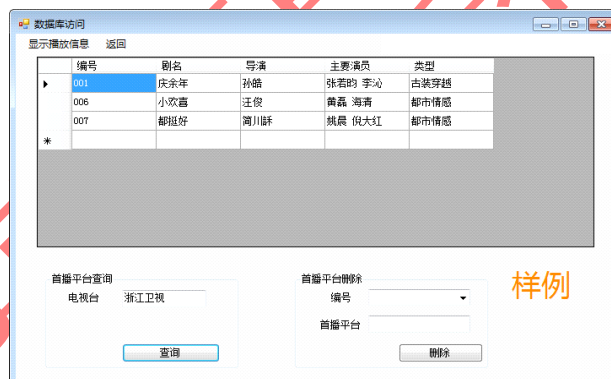 数据库访问
显示播放信息 返回
编号 剧名 导演 主要演员 类型
001 庆余年 孙皓 张若昀 李沁 古装穿越
006 小欢喜 汪俊 黄磊 海清 都市情感
007 都挺好 简川訸 姚晨 倪大红 都市情感
首播平台查询 首播平台删除 样例
电视台 浙江卫视 编号
首播平台
查询 删除